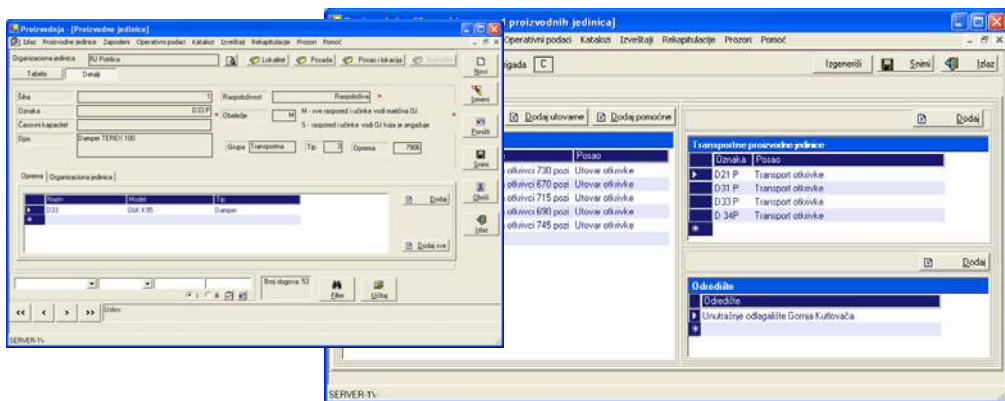 Proizvodnja - [Proizvodne jedinice]
Izlaz Proizvodne jedinice Zaposleni Operativni podaci Katalozi Izveštaji Rekapitulacije Prozori Pomoć
Organizaciona jedinica RJ Površina
Lokaliteti Posada Posao i lokacija
Tabela Detalji
Šifra 1 Raspoloživost Raspoloživa *
Oznaka D33 P * Obeležje M M - sve raspored i učinke vodi matična OJ *
Časovni kapacitet S - raspored i učinke vodi OJ koja je angažuje
Opis Damper TEREX 100
Grupa Transportna Tip 3 Oprema 7906
Oprema Organizaciona jedinica
Naziv Model Tip
D33 O&K K95 Damper
Dodaj
Dodaj sve
Novi
Izmeni
Poništi
Snimi
Obriši
Izlaz
Broj slogova: 53
Filter Učitaj
<< < > >> Uslov:
SERVER-1\-
proizvodnih jedinica]
Operativni podaci Katalozi Izveštaji Rekapitulacije Prozori Pomoć
rigada C Izgeneriši Snimi Izlaz
Dodaj utovarne Dodaj pomoćne
Posao
otkrivci 730 pozi Utovar otkrivke
otkrivci 670 pozi Utovar otkrivke
otkrivci 715 pozi Utovar otkrivke
otkrivci 690 pozi Utovar otkrivke
otkrivci 745 pozi Utovar otkrivke
Dodaj
Transportne proizvodne jedinice
Oznaka Posao
D21 P Transport otkrivke
D31 P Transport otkrivke
D33 P Transport otkrivke
D 34P Transport otkrivke
Dodaj
Odredište
Odredište
Unutrašnje odlagalište Gornja Kutlovača
SERVER-1\-